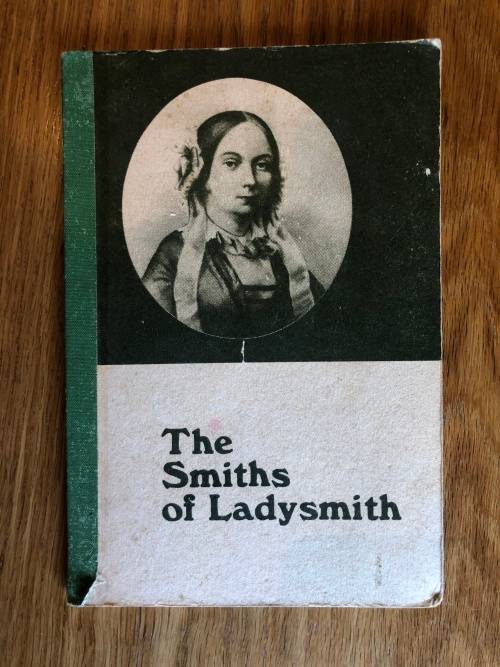 The
Smiths
of Ladysmith